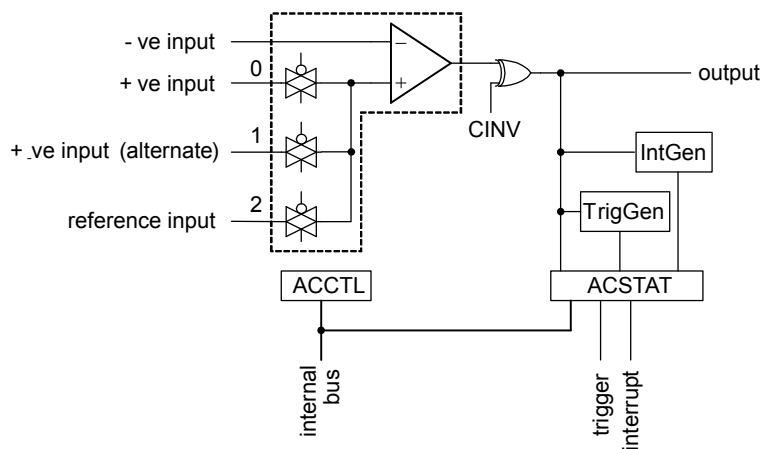 - ve input
−
0
+ ve input
+
output
CINV
1
+ ve input (alternate)
IntGen
2
reference input
TrigGen
ACCTL
ACSTAT
internal
bus
trigger
interrupt